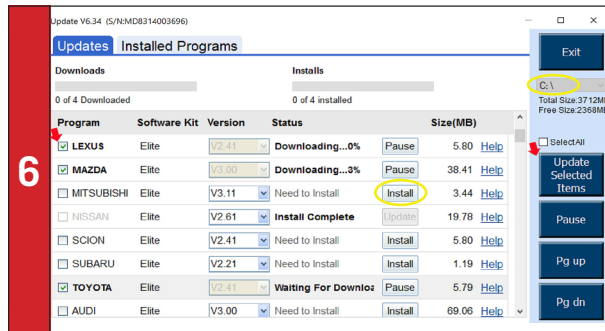 Update V6.34 (S/N:MD8314003696)
Updates Installed Programs
Exit
Downloads Installs
C:\
0 of 4 Downloaded 0 of 4 installed
Total Size:3712M
Free Size:2368M
Program Software Kit Version Status Size(MB)
SelectAll
LEXUS Elite V2.41 Downloading...0% Pause 5.80 Help
MAZDA Elite V3.00 Downloading...3% Pause 38.41 Help
MITSUBISHI Elite V3.11 Need to Install Install 3.44 Help
NISSAN Elite V2.61 Install Complete Update 19.78 Help
SCION Elite V2.41 Need to Install Install 5.80 Help
SUBARU Elite V2.21 Need to Install Install 1.19 Help
TOYOTA Elite V2.41 Waiting For Downloa Pause 5.79 Help
AUDI V3.00 Need to Install Install 69.06 Help
Update
Selected
Items
Pause
Pg up
Pg dn
6